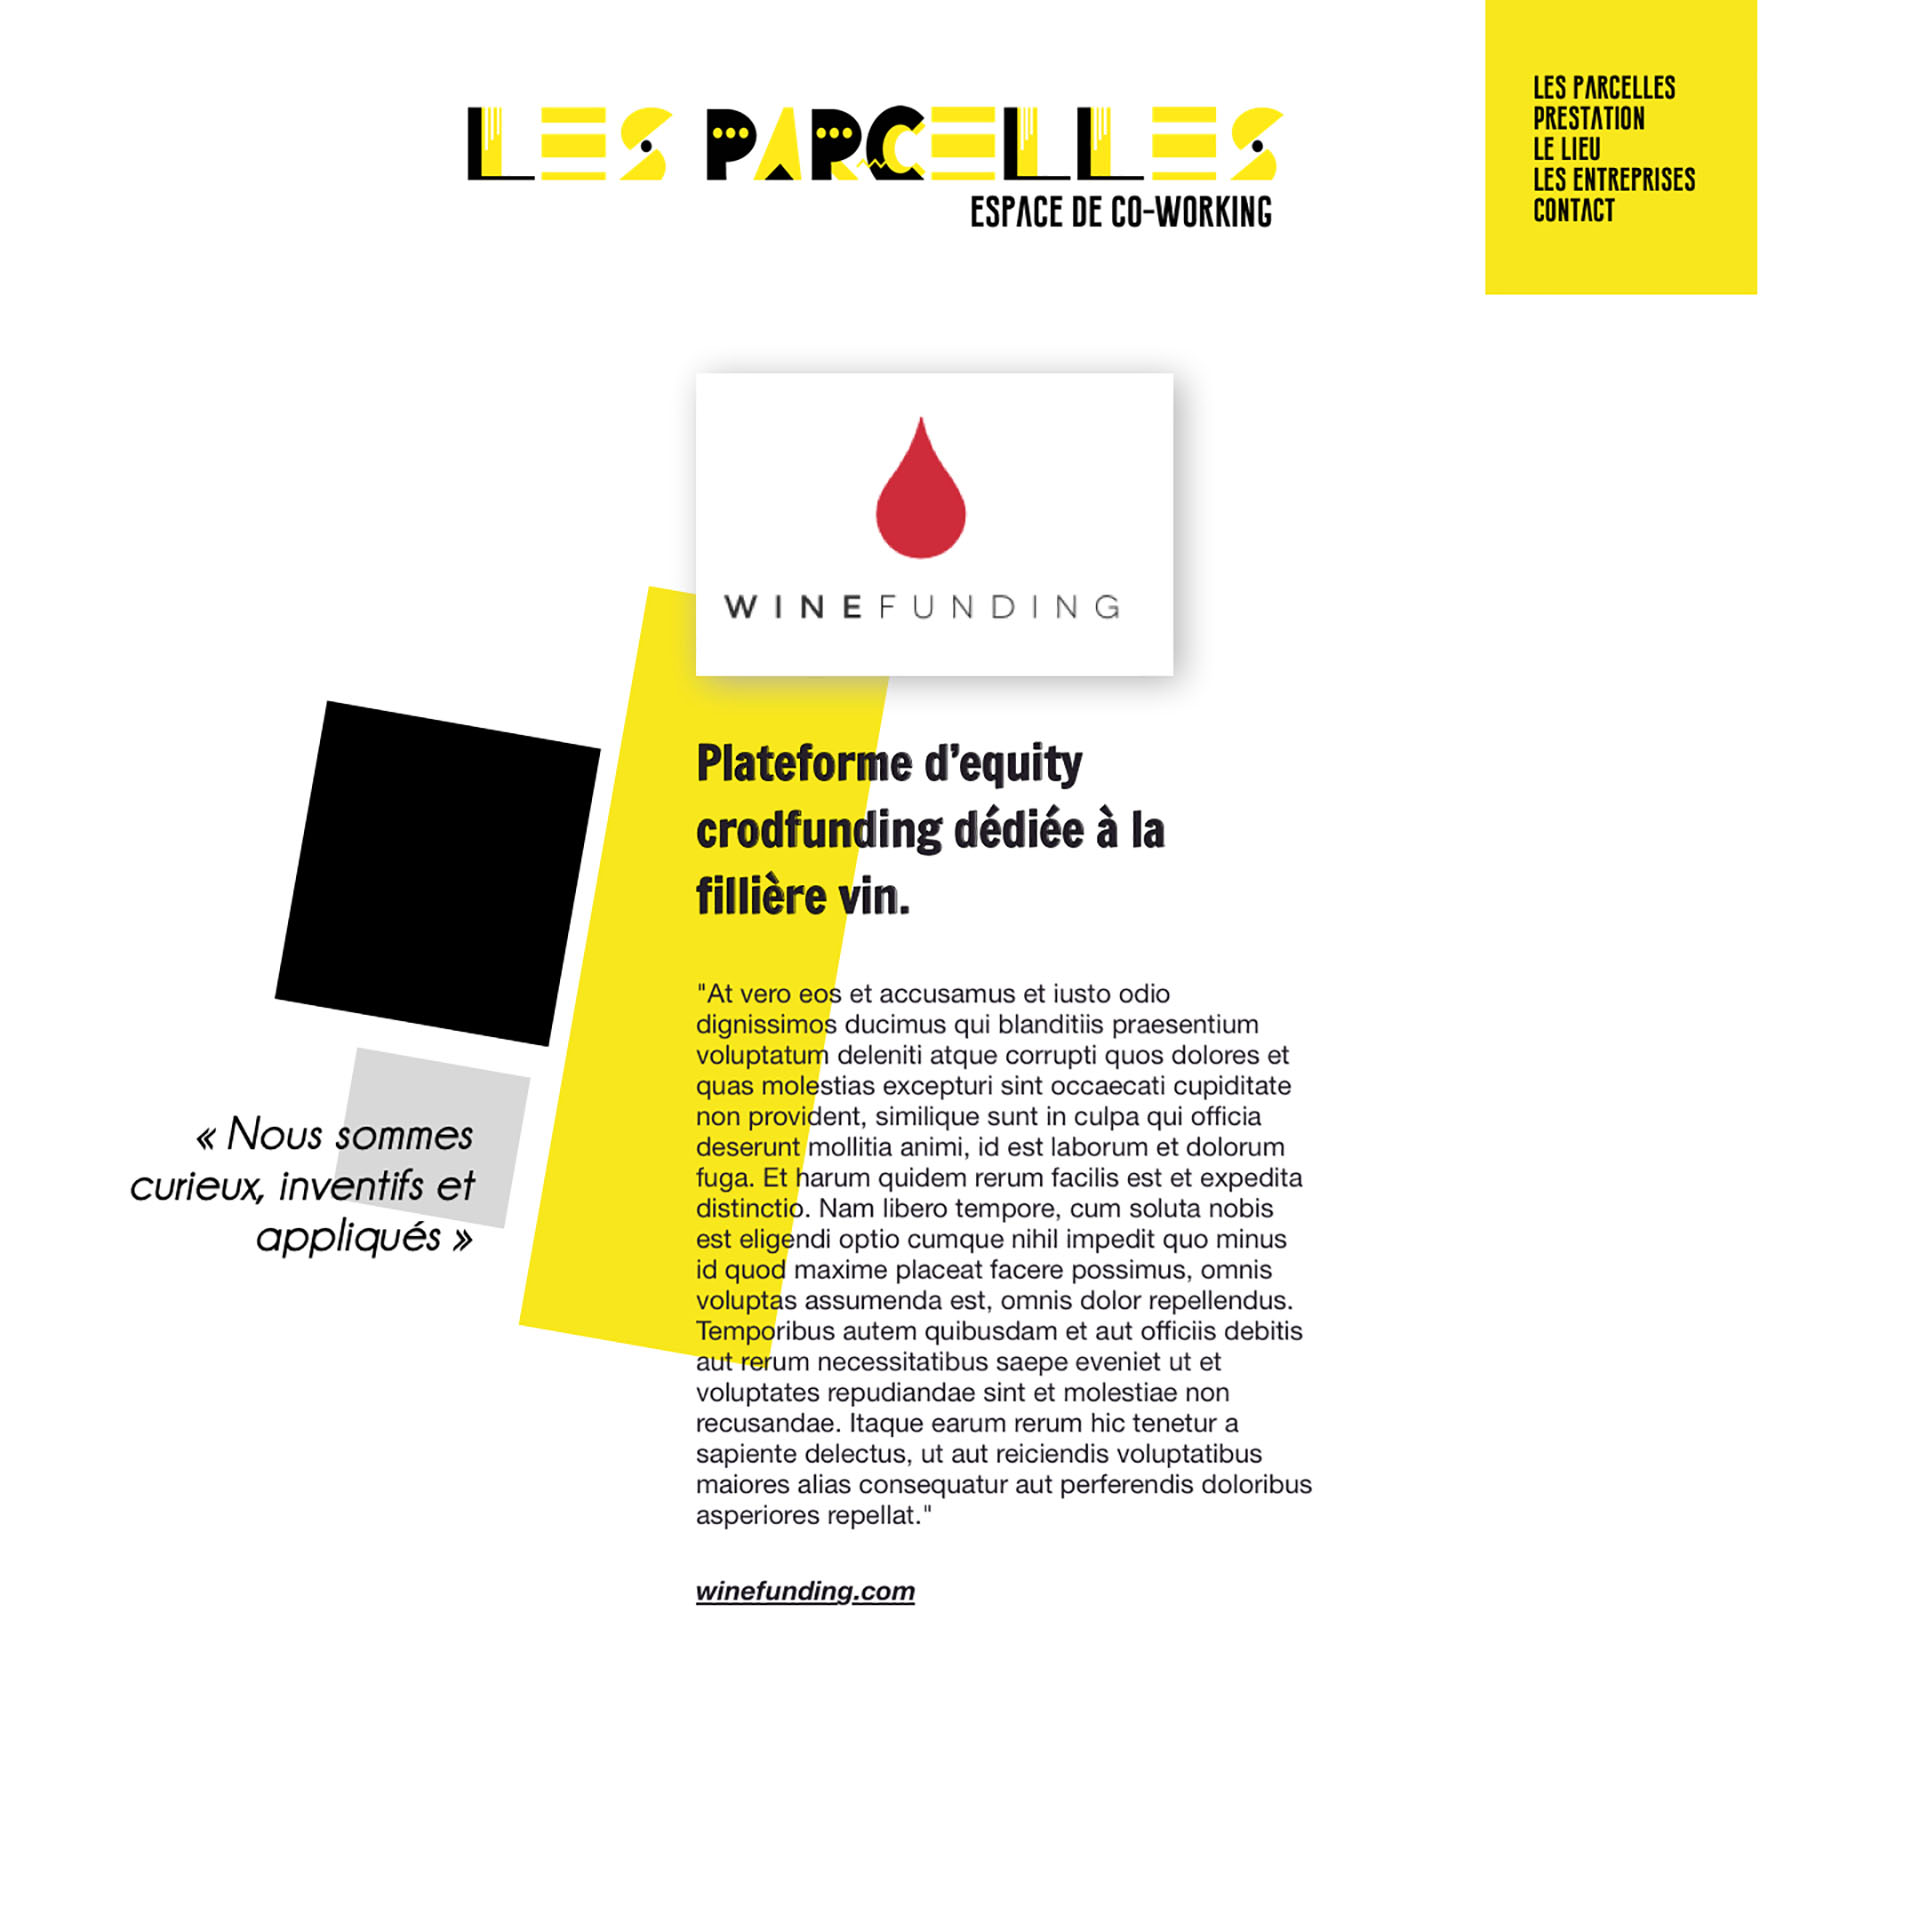 LES PARCELLES
ESPACE DE CO-WORKING
LES PARCELLES
PRESTATION
LE LIEU
LES ENTREPRISES
CONTACT
WINEFUNDING
Plateforme d'equity
crodfunding dédiée à la
fillière vin.
« Nous sommes
curieux, inventifs et
appliqués »
"At vero eos et accusamus et iusto odio
dignissimos ducimus qui blanditiis praesentium
voluptatum deleniti atque corrupti quos dolores et
quas molestias excepturi sint occaecati cupiditate
non provident, similique sunt in culpa qui officia
deserunt mollitia animi, id est laborum et dolorum
fuga. Et harum quidem rerum facilis est et expedita
distinctio. Nam libero tempore, cum soluta nobis
est eligendi optio cumque nihil impedit quo minus
id quod maxime placeat facere possimus, omnis
voluptas assumenda est, omnis dolor repellendus.
Temporibus autem quibusdam et aut officiis debitis
aut rerum necessitatibus saepe eveniet ut et
voluptates repudiandae sint et molestiae non
recusandae. Itaque earum rerum hic tenetur a
sapiente delectus, ut aut reiciendis voluptatibus
maiores alias consequatur aut perferendis doloribus
asperiores repellat."
winefunding.com